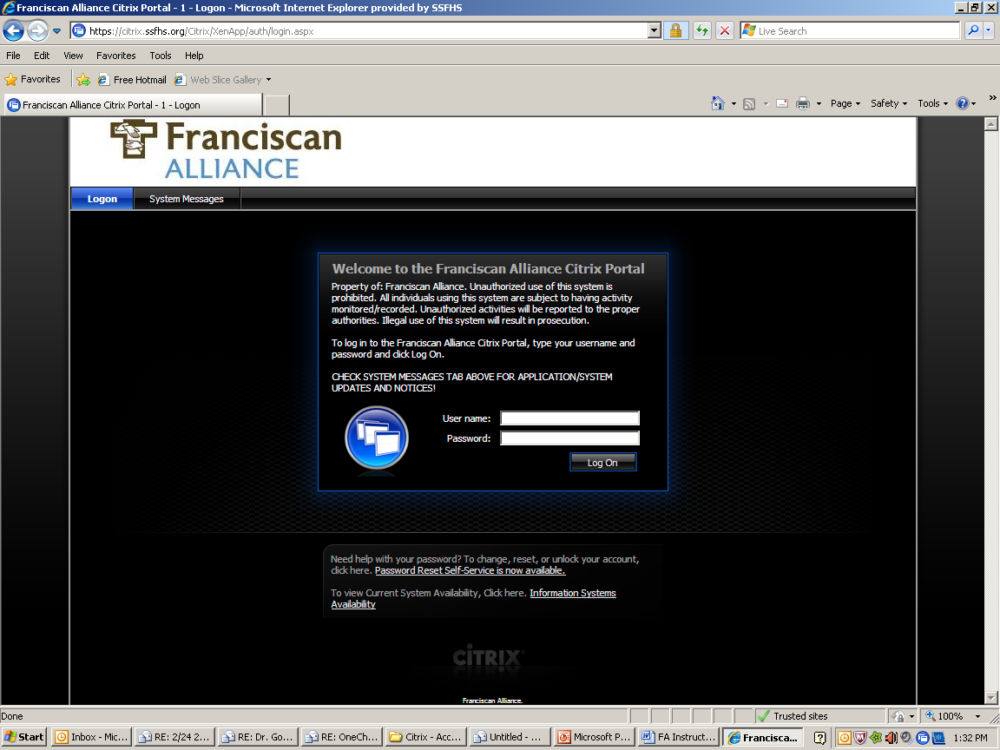 Franciscan Alliance Citrix Portal - 1 - Logon - Microsoft Internet Explorer provided by SSFHS
https://citrix.ssfhs.org/Citrix/XenApp/auth/login.aspx
Live Search
File Edit View Favorites Tools Help
Favorites Free Hotmail Web Slice Gallery
Franciscan Alliance Citrix Portal - 1 - Logon
Page Safety Tools
Franciscan
ALLIANCE
Logon System Messages
Welcome to the Franciscan Alliance Citrix Portal
Property of: Franciscan Alliance. Unauthorized use of this system is
prohibited. All individuals using this system are subject to having activity
monitored/recorded. Unauthorized activities will be reported to the proper
authorities. Illegal use of this system will result in prosecution.
To log in to the Franciscan Alliance Citrix Portal, type your username and
password and click Log On.
CHECK SYSTEM MESSAGES TAB ABOVE FOR APPLICATION/SYSTEM
UPDATES AND NOTICES!
User name:
Password:
Log On
Need help with your password? To change, reset, or unlock your account,
click here. Password Reset Self-Service is now available.
To view Current System Availability, Click here. Information Systems
Availability
CITRIX
Franciscan Alliance.
Done Trusted sites 100%
Start Inbox - Mic... RE: 2/24 2... RE: Dr. Go... RE: OneCh... Citrix - Acc... Untitled - ... Microsoft P... FA Instruct... Francisca... 1:32 PM